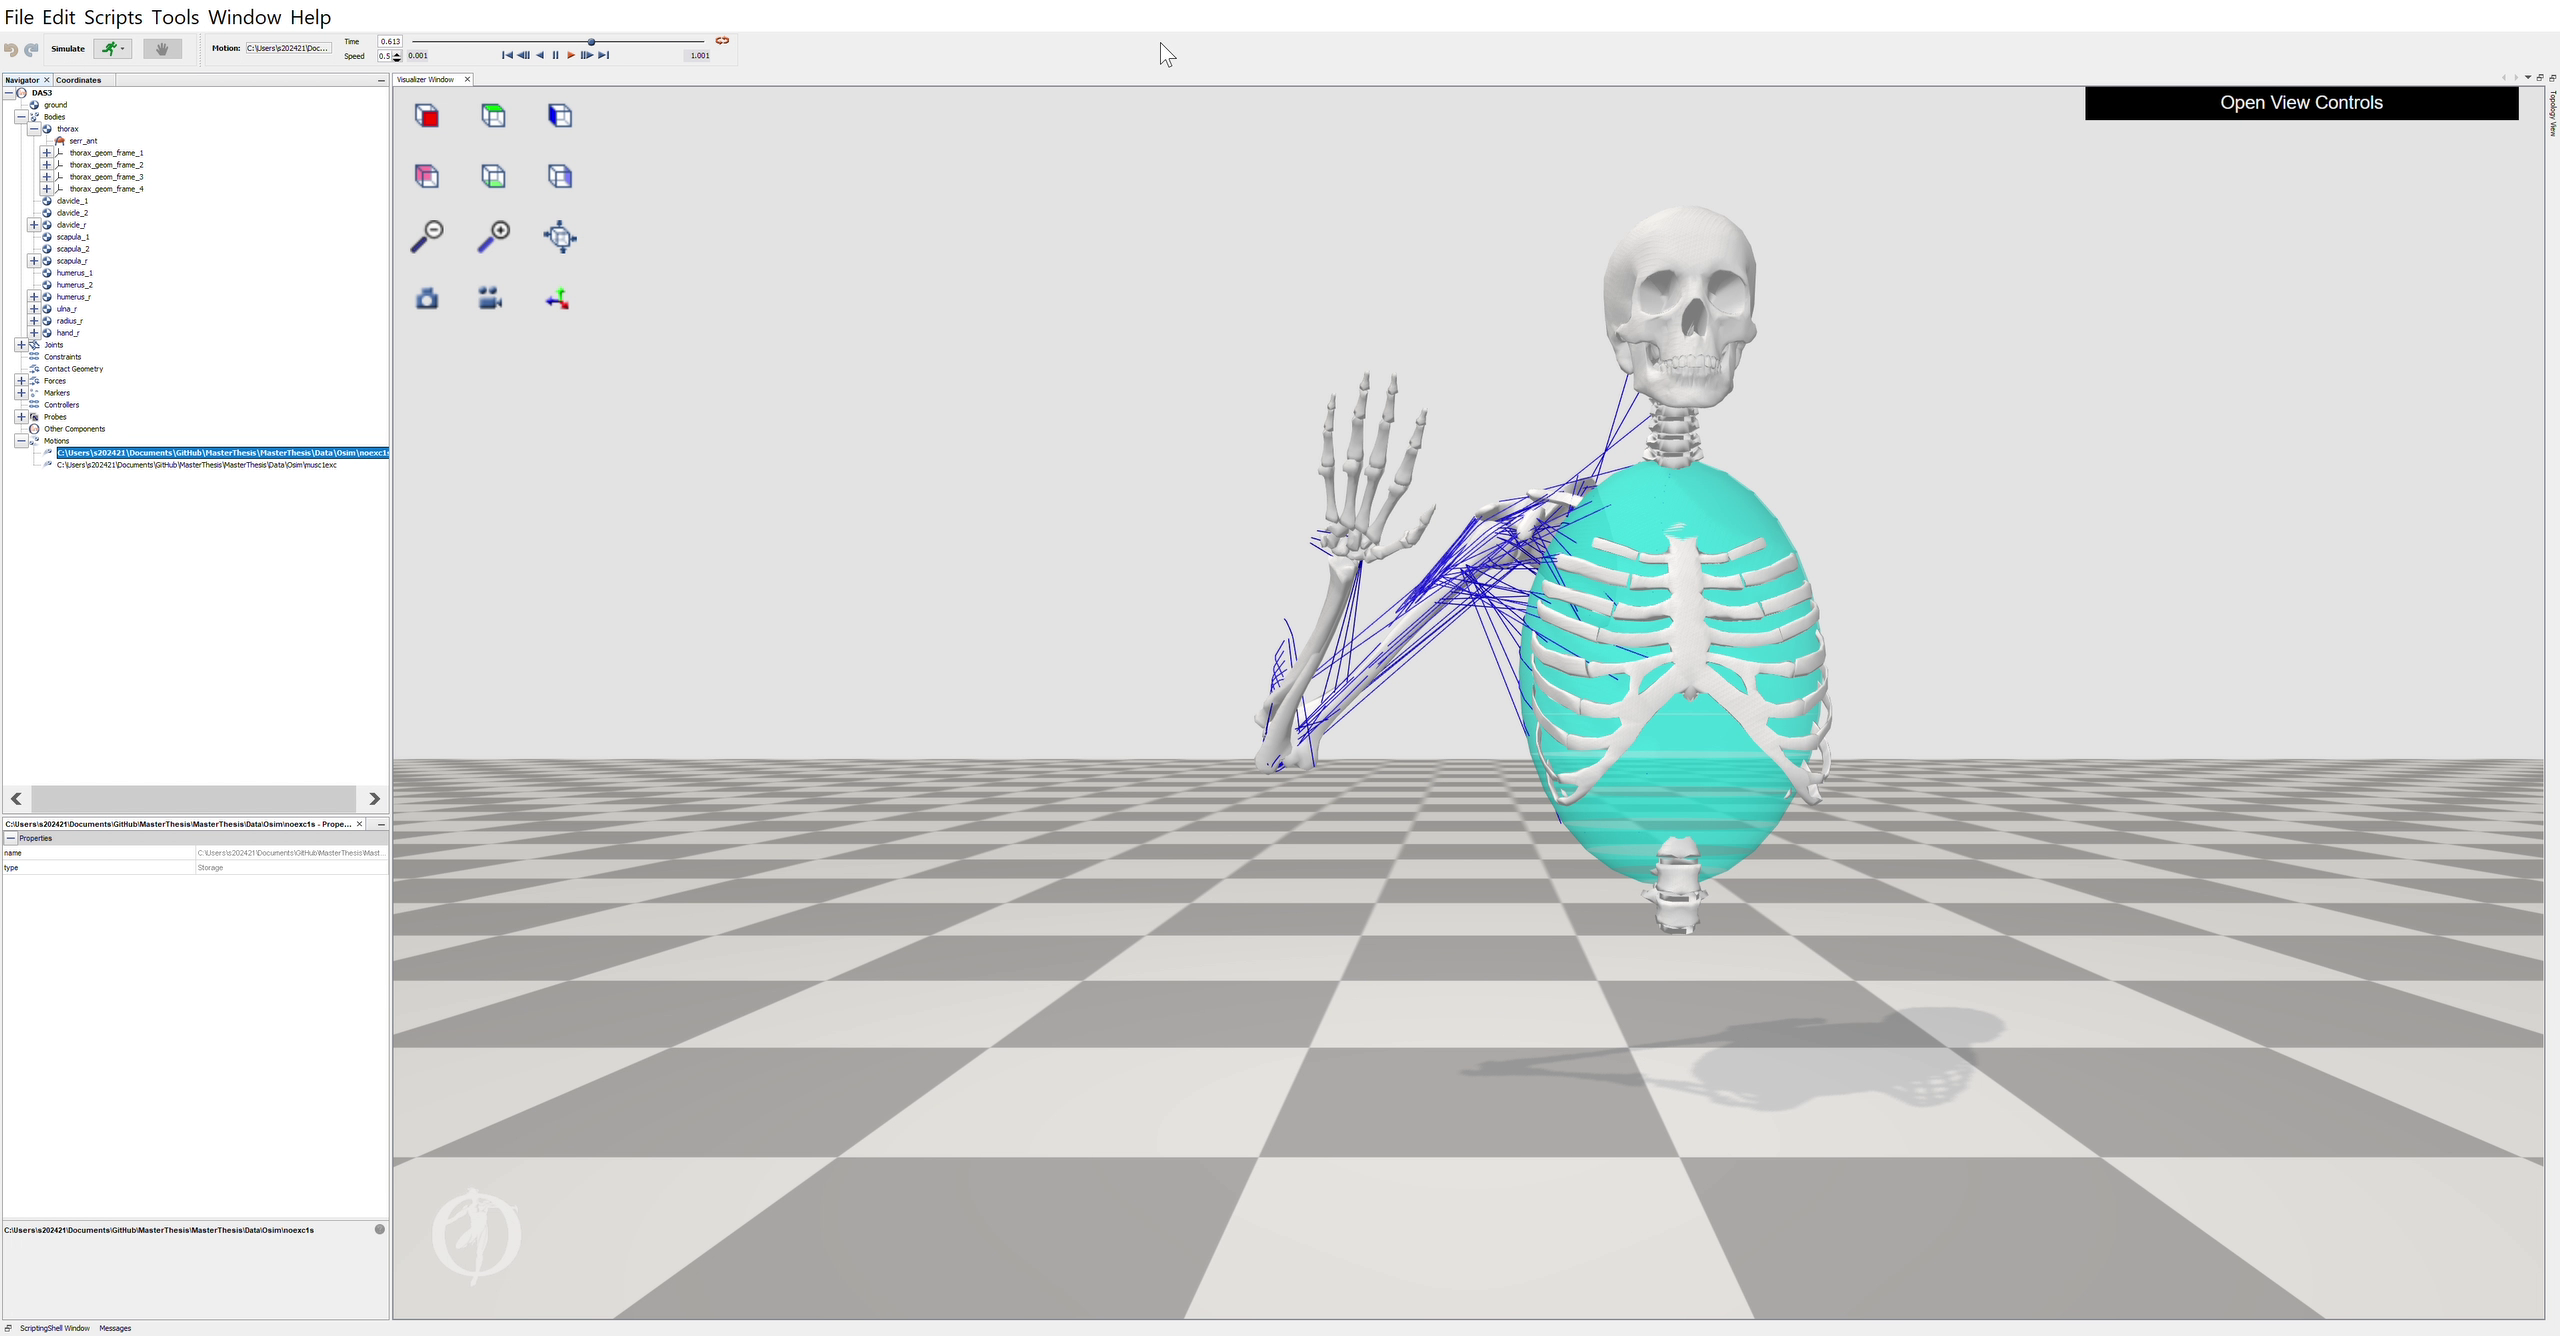 File Edit Scripts Tools Window Help
Simulate
Motion: C:\Users\s202421\Doc...
Time 0.613
Speed 0.5 0.001 1.001
Navigator Coordinates
Visualizer Window
Open View Controls
Topology View
DAS3
ground
Bodies
thorax
serr_ant
thorax_geom_frame_1
thorax_geom_frame_2
thorax_geom_frame_3
thorax_geom_frame_4
clavicle_1
clavicle_2
clavicle_r
scapula_1
scapula_2
scapula_r
humerus_1
humerus_2
humerus_r
ulna_r
radius_r
hand_r
Joints
Constraints
Contact Geometry
Forces
Markers
Controllers
Probes
Other Components
Motions
C:\Users\s202421\Documents\GitHub\MasterThesis\MasterThesis\Data\Osim\noexc1s
C:\Users\s202421\Documents\GitHub\MasterThesis\MasterThesis\Data\Osim\musc1exc
C:\Users\s202421\Documents\GitHub\MasterThesis\MasterThesis\Data\Osim\noexc1s - Prope...
Properties
name C:\Users\s202421\Documents\GitHub\MasterThesis\Mast...
type Storage
C:\Users\s202421\Documents\GitHub\MasterThesis\MasterThesis\Data\Osim\noexc1s
ScriptingShell Window Messages